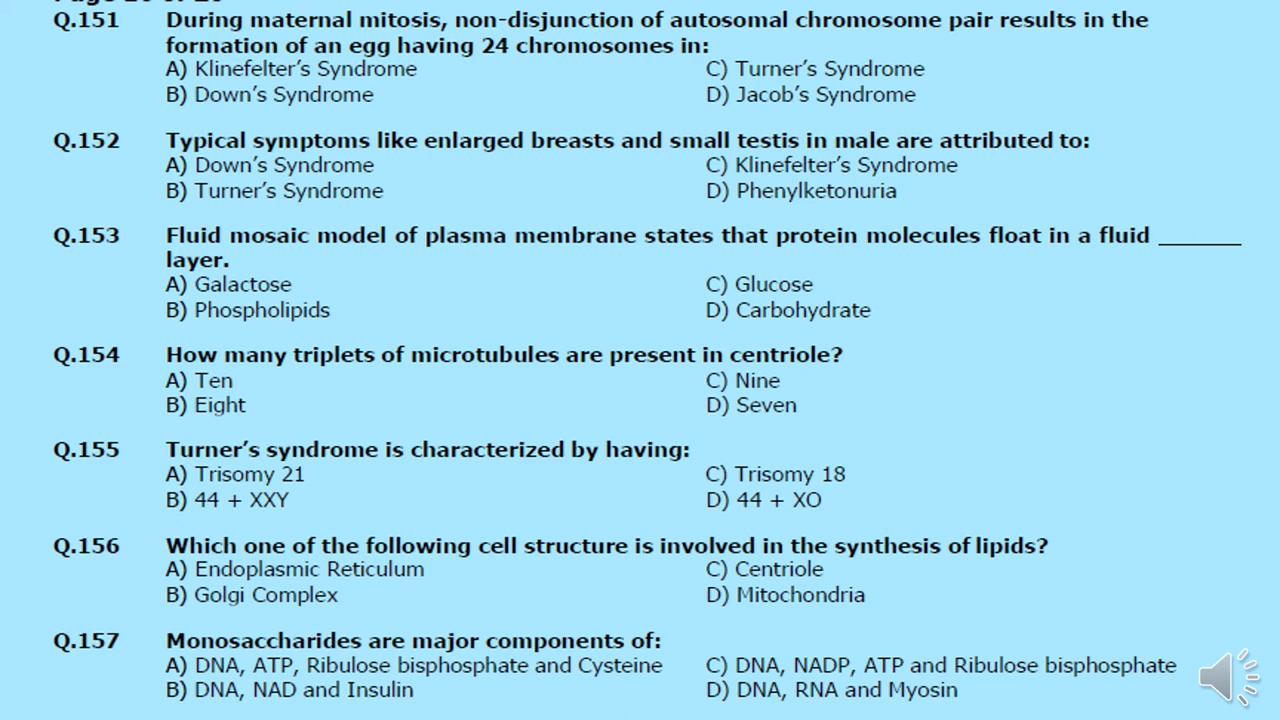 Page 20 of 20
Q.151 During maternal mitosis, non-disjunction of autosomal chromosome pair results in the
formation of an egg having 24 chromosomes in:
A) Klinefelter's Syndrome C) Turner's Syndrome
B) Down's Syndrome D) Jacob's Syndrome
Q.152 Typical symptoms like enlarged breasts and small testis in male are attributed to:
A) Down's Syndrome C) Klinefelter's Syndrome
B) Turner's Syndrome D) Phenylketonuria
Q.153 Fluid mosaic model of plasma membrane states that protein molecules float in a fluid _______
layer.
A) Galactose C) Glucose
B) Phospholipids D) Carbohydrate
Q.154 How many triplets of microtubules are present in centriole?
A) Ten C) Nine
B) Eight D) Seven
Q.155 Turner's syndrome is characterized by having:
A) Trisomy 21 C) Trisomy 18
B) 44 + XXY D) 44 + XO
Q.156 Which one of the following cell structure is involved in the synthesis of lipids?
A) Endoplasmic Reticulum C) Centriole
B) Golgi Complex D) Mitochondria
Q.157 Monosaccharides are major components of:
A) DNA, ATP, Ribulose bisphosphate and Cysteine C) DNA, NADP, ATP and Ribulose bisphosphate
B) DNA, NAD and Insulin D) DNA, RNA and Myosin